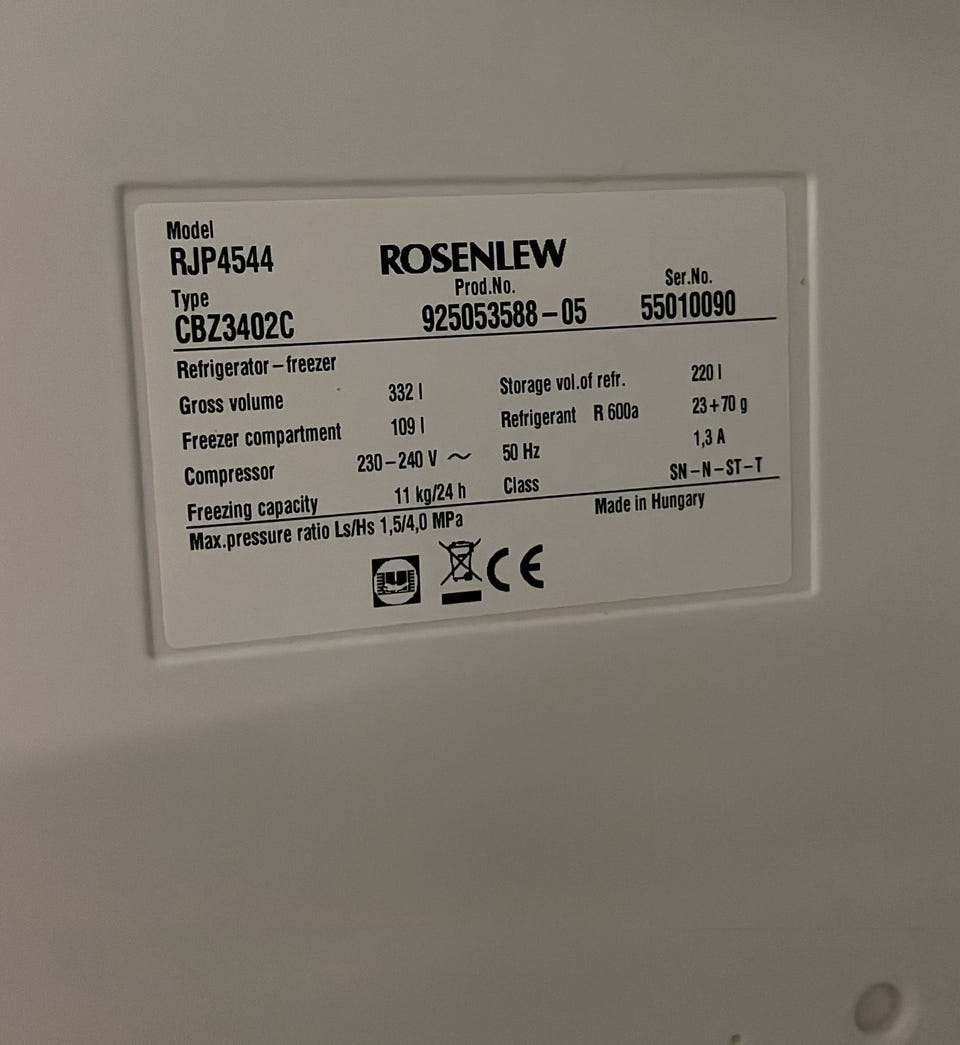 Model
RJP4544 ROSENLEW
Type Prod.No. Ser.No.
CBZ3402C 925053588-05 55010090
Refrigerator-freezer
Gross volume 332 l Storage vol.of refr. 220 l
Freezer compartment 109 l Refrigerant R 600a 23+70 g
Compressor 230-240 V ~ 50 Hz 1,3 A
Freezing capacity 11 kg/24 h Class SN-N-ST-T
Max.pressure ratio Ls/Hs 1,5/4,0 MPa Made in Hungary
CE